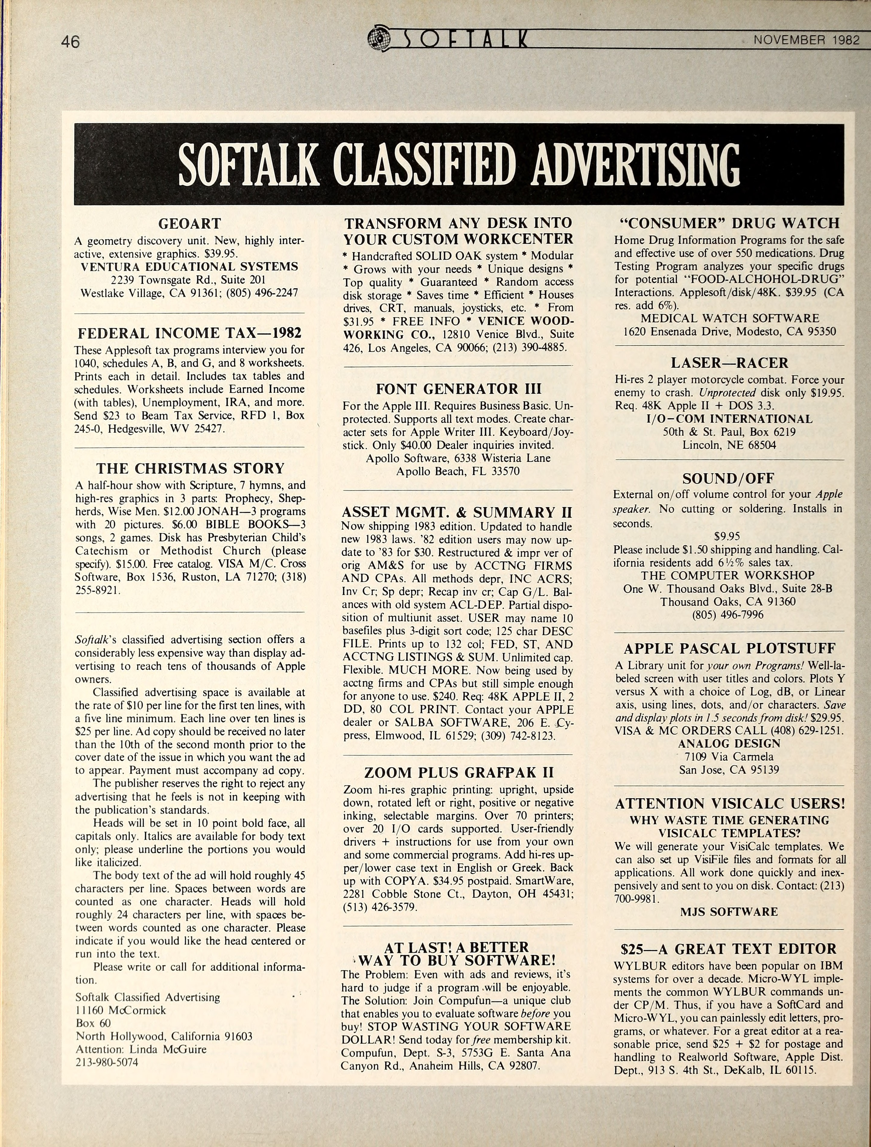 46
SOFTALK
NOVEMBER 1982
SOFTALK CLASSIFIED ADVERTISING
GEOART
A geometry discovery unit. New, highly inter-
active, extensive graphics. $39.95.
VENTURA EDUCATIONAL SYSTEMS
2239 Townsgate Rd., Suite 201
Westlake Village, CA 91361; (805) 496-2247
FEDERAL INCOME TAX—1982
These Applesoft tax programs interview you for
1040, schedules A, B, and G, and 8 worksheets.
Prints each in detail. Includes tax tables and
schedules. Worksheets include Earned Income
(with tables), Unemployment, IRA, and more.
Send $23 to Beam Tax Service, RFD 1, Box
245-0, Hedgesville, WV 25427.
THE CHRISTMAS STORY
A half-hour show with Scripture, 7 hymns, and
high-res graphics in 3 parts: Prophecy, Shep-
herds, Wise Men. $12.00 JONAH—3 programs
with 20 pictures. $6.00 BIBLE BOOKS—3
songs, 2 games. Disk has Presbyterian Child's
Catechism or Methodist Church (please
specify). $15.00. Free catalog. VISA M/C. Cross
Software, Box 1536, Ruston, LA 71270; (318)
255-8921.
Softalk's classified advertising section offers a
considerably less expensive way than display ad-
vertising to reach tens of thousands of Apple
owners.
Classified advertising space is available at
the rate of $10 per line for the first ten lines, with
a five line minimum. Each line over ten lines is
$25 per line. Ad copy should be received no later
than the 10th of the second month prior to the
cover date of the issue in which you want the ad
to appear. Payment must accompany ad copy.
The publisher reserves the right to reject any
advertising that he feels is not in keeping with
the publication's standards.
Heads will be set in 10 point bold face, all
capitals only. Italics are available for body text
only; please underline the portions you would
like italicized.
The body text of the ad will hold roughly 45
characters per line. Spaces between words are
counted as one character. Heads will hold
roughly 24 characters per line, with spaces be-
tween words counted as one character. Please
indicate if you would like the head centered or
run into the text.
Please write or call for additional informa-
tion.
Softalk Classified Advertising
11160 McCormick
Box 60
North Hollywood, California 91603
Attention: Linda McGuire
213-980-5074
TRANSFORM ANY DESK INTO
YOUR CUSTOM WORKCENTER
* Handcrafted SOLID OAK system * Modular
* Grows with your needs * Unique designs *
Top quality * Guaranteed * Random access
disk storage * Saves time * Efficient * Houses
drives, CRT, manuals, joysticks, etc. * From
$31.95 * FREE INFO * VENICE WOOD-
WORKING CO., 12810 Venice Blvd., Suite
426, Los Angeles, CA 90066; (213) 390-4885.
FONT GENERATOR III
For the Apple III. Requires Business Basic. Un-
protected. Supports all text modes. Create char-
acter sets for Apple Writer III. Keyboard/Joy-
stick. Only $40.00 Dealer inquiries invited.
Apollo Software, 6338 Wisteria Lane
Apollo Beach, FL 33570
ASSET MGMT. & SUMMARY II
Now shipping 1983 edition. Updated to handle
new 1983 laws. '82 edition users may now up-
date to '83 for $30. Restructured & impr ver of
orig AM&S for use by ACCTNG FIRMS
AND CPAs. All methods depr, INC ACRS;
Inv Cr; Sp depr; Recap inv cr; Cap G/L. Bal-
ances with old system ACL-DEP. Partial dispo-
sition of multiunit asset. USER may name 10
basefiles plus 3-digit sort code; 125 char DESC
FILE. Prints up to 132 col; FED, ST, AND
ACCTNG LISTINGS & SUM. Unlimited cap.
Flexible. MUCH MORE. Now being used by
acctng firms and CPAs but still simple enough
for anyone to use. $240. Req: 48K APPLE II, 2
DD, 80 COL PRINT. Contact your APPLE
dealer or SALBA SOFTWARE, 206 E. Cy-
press, Elmwood, IL 61529; (309) 742-8123.
ZOOM PLUS GRAFPAK II
Zoom hi-res graphic printing: upright, upside
down, rotated left or right, positive or negative
inking, selectable margins. Over 70 printers;
over 20 I/O cards supported. User-friendly
drivers + instructions for use from your own
and some commercial programs. Add hi-res up-
per/lower case text in English or Greek. Back
up with COPYA. $34.95 postpaid. SmartWare,
2281 Cobble Stone Ct., Dayton, OH 45431;
(513) 426-3579.
AT LAST! A BETTER
WAY TO BUY SOFTWARE!
The Problem: Even with ads and reviews, it's
hard to judge if a program will be enjoyable.
The Solution: Join Compufun—a unique club
that enables you to evaluate software before you
buy! STOP WASTING YOUR SOFTWARE
DOLLAR! Send today for free membership kit.
Compufun, Dept. S-3, 5753G E. Santa Ana
Canyon Rd., Anaheim Hills, CA 92807.
"CONSUMER" DRUG WATCH
Home Drug Information Programs for the safe
and effective use of over 550 medications. Drug
Testing Program analyzes your specific drugs
for potential "FOOD-ALCHOHOL-DRUG"
Interactions. Applesoft/disk/48K. $39.95 (CA
res. add 6%).
MEDICAL WATCH SOFTWARE
1620 Ensenada Drive, Modesto, CA 95350
LASER—RACER
Hi-res 2 player motorcycle combat. Force your
enemy to crash. Unprotected disk only $19.95.
Req. 48K Apple II + DOS 3.3.
I/O–COM INTERNATIONAL
50th & St. Paul, Box 6219
Lincoln, NE 68504
SOUND/OFF
External on/off volume control for your Apple
speaker. No cutting or soldering. Installs in
seconds.
$9.95
Please include $1.50 shipping and handling. Cal-
ifornia residents add 6½% sales tax.
THE COMPUTER WORKSHOP
One W. Thousand Oaks Blvd., Suite 28-B
Thousand Oaks, CA 91360
(805) 496-7996
APPLE PASCAL PLOTSTUFF
A Library unit for your own Programs! Well-la-
beled screen with user titles and colors. Plots Y
versus X with a choice of Log, dB, or Linear
axis, using lines, dots, and/or characters. Save
and display plots in 1.5 seconds from disk! $29.95.
VISA & MC ORDERS CALL (408) 629-1251.
ANALOG DESIGN
7109 Via Carmela
San Jose, CA 95139
ATTENTION VISICALC USERS!
WHY WASTE TIME GENERATING
VISICALC TEMPLATES?
We will generate your VisiCalc templates. We
can also set up VisiFile files and formats for all
applications. All work done quickly and inex-
pensively and sent to you on disk. Contact: (213)
700-9981.
MJS SOFTWARE
$25—A GREAT TEXT EDITOR
WYLBUR editors have been popular on IBM
systems for over a decade. Micro-WYL imple-
ments the common WYLBUR commands un-
der CP/M. Thus, if you have a SoftCard and
Micro-WYL, you can painlessly edit letters, pro-
grams, or whatever. For a great editor at a rea-
sonable price, send $25 + $2 for postage and
handling to Realworld Software, Apple Dist.
Dept., 913 S. 4th St., DeKalb, IL 60115.